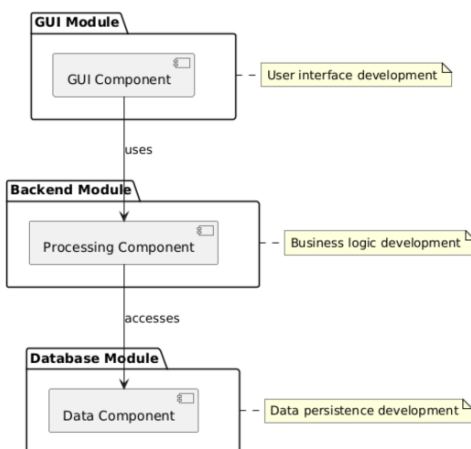 GUI Module
GUI Component
User interface development
uses
Backend Module
Processing Component
Business logic development
accesses
Database Module
Data Component
Data persistence development